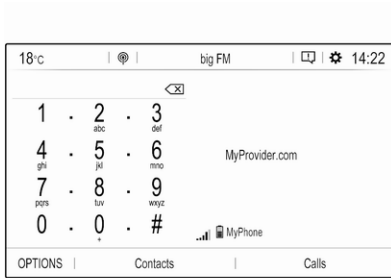 18°C big FM 14:22
1 . 2 . 3
abc def
4 . 5 . 6
ghi jkl mno
MyProvider.com
7 . 8 . 9
pqrs tuv wxyz
0 . 0 . #
+
MyPhone
OPTIONS Contacts Calls